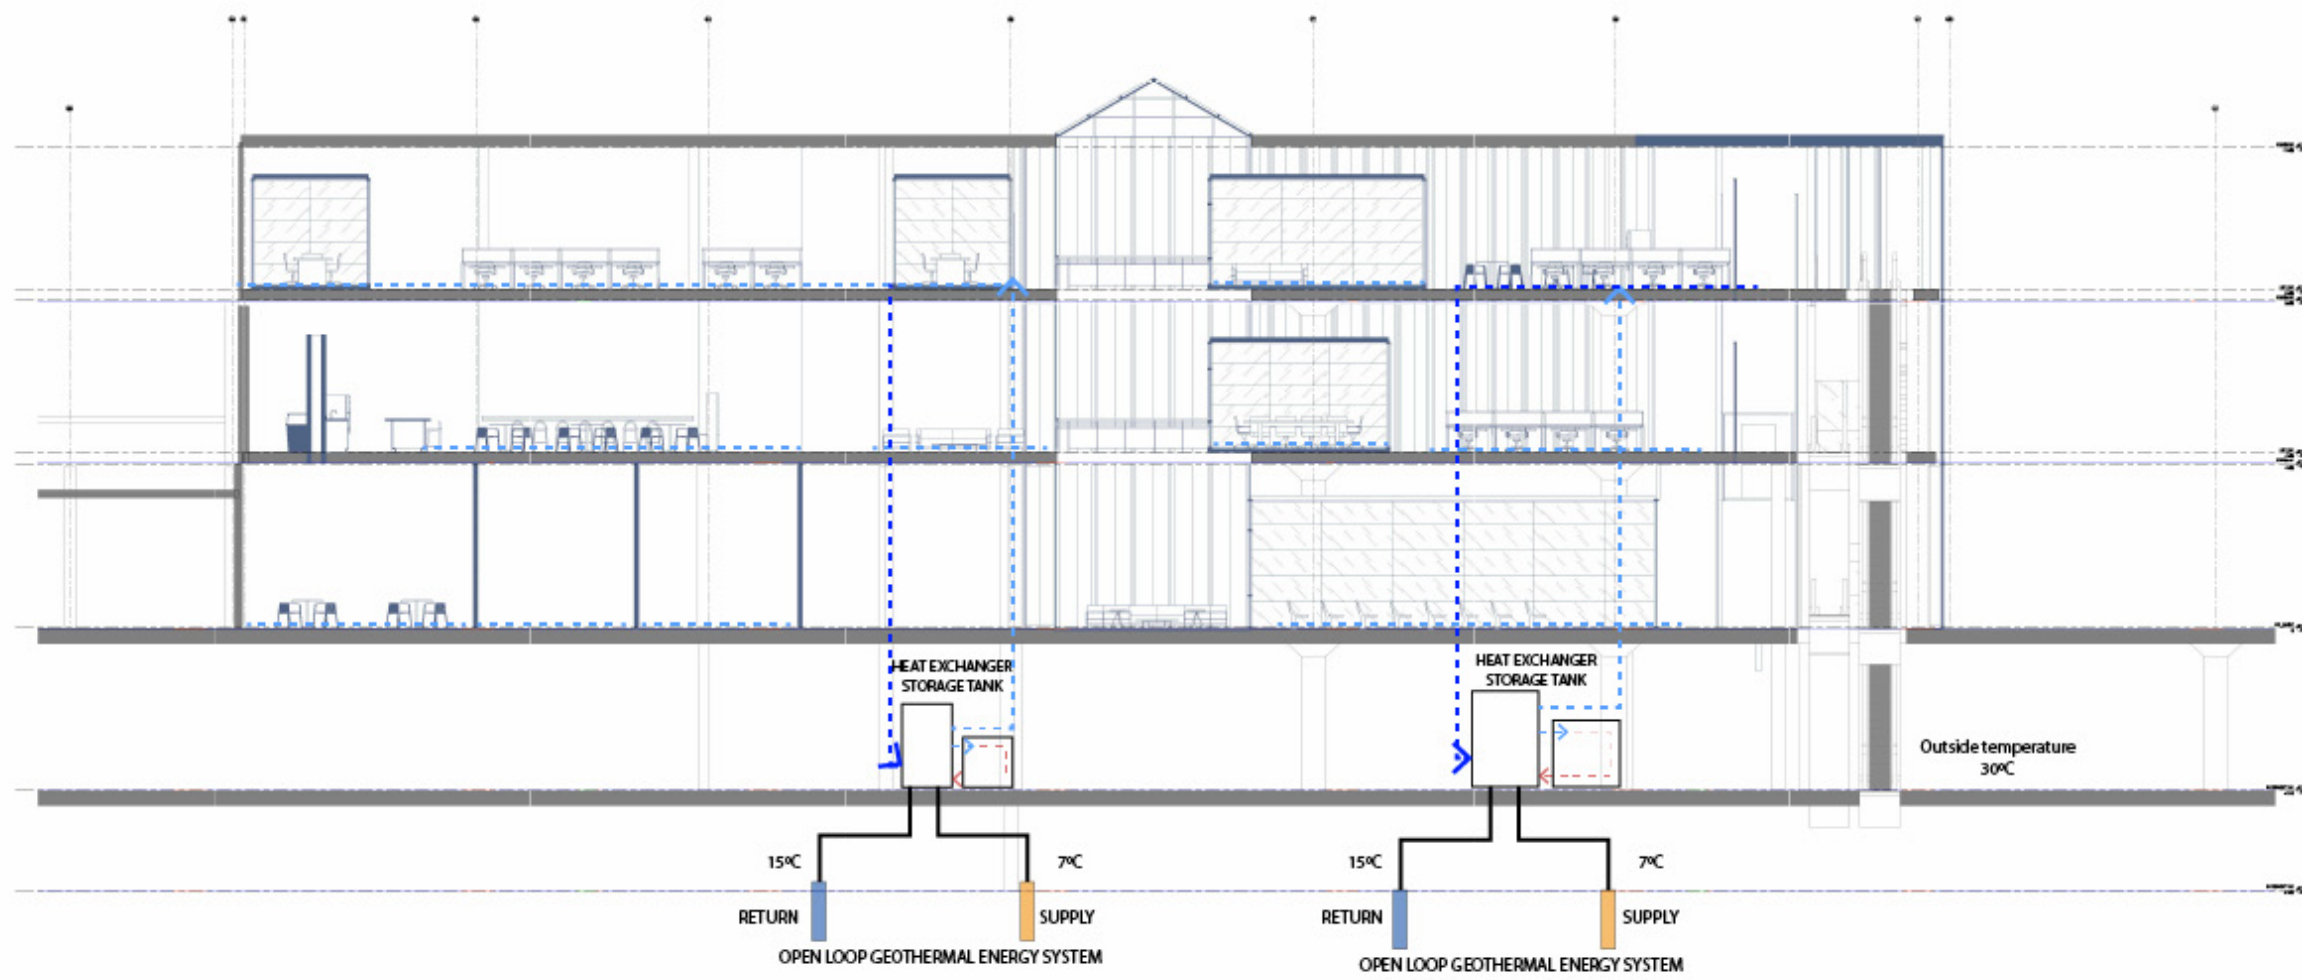 HEAT EXCHANGER
STORAGE TANK
HEAT EXCHANGER
STORAGE TANK
Outside temperature
30ºC
15ºC
7ºC
15ºC
7ºC
RETURN
SUPPLY
RETURN
SUPPLY
OPEN LOOP GEOTHERMAL ENERGY SYSTEM
OPEN LOOP GEOTHERMAL ENERGY SYSTEM